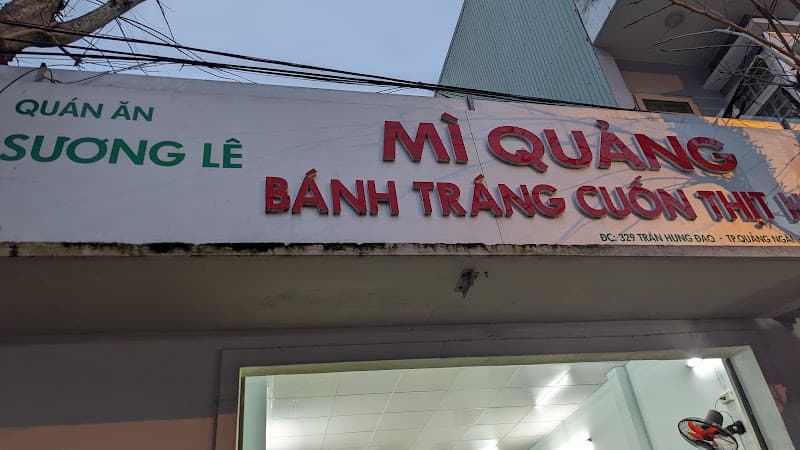 QUÁN ĂN
SƯƠNG LÊ
MÌ QUẢNG
BÁNH TRÁNG CUỐN THỊT
ĐC: 329 TRẦN HƯNG ĐẠO - TP.QUẢNG NGÃI